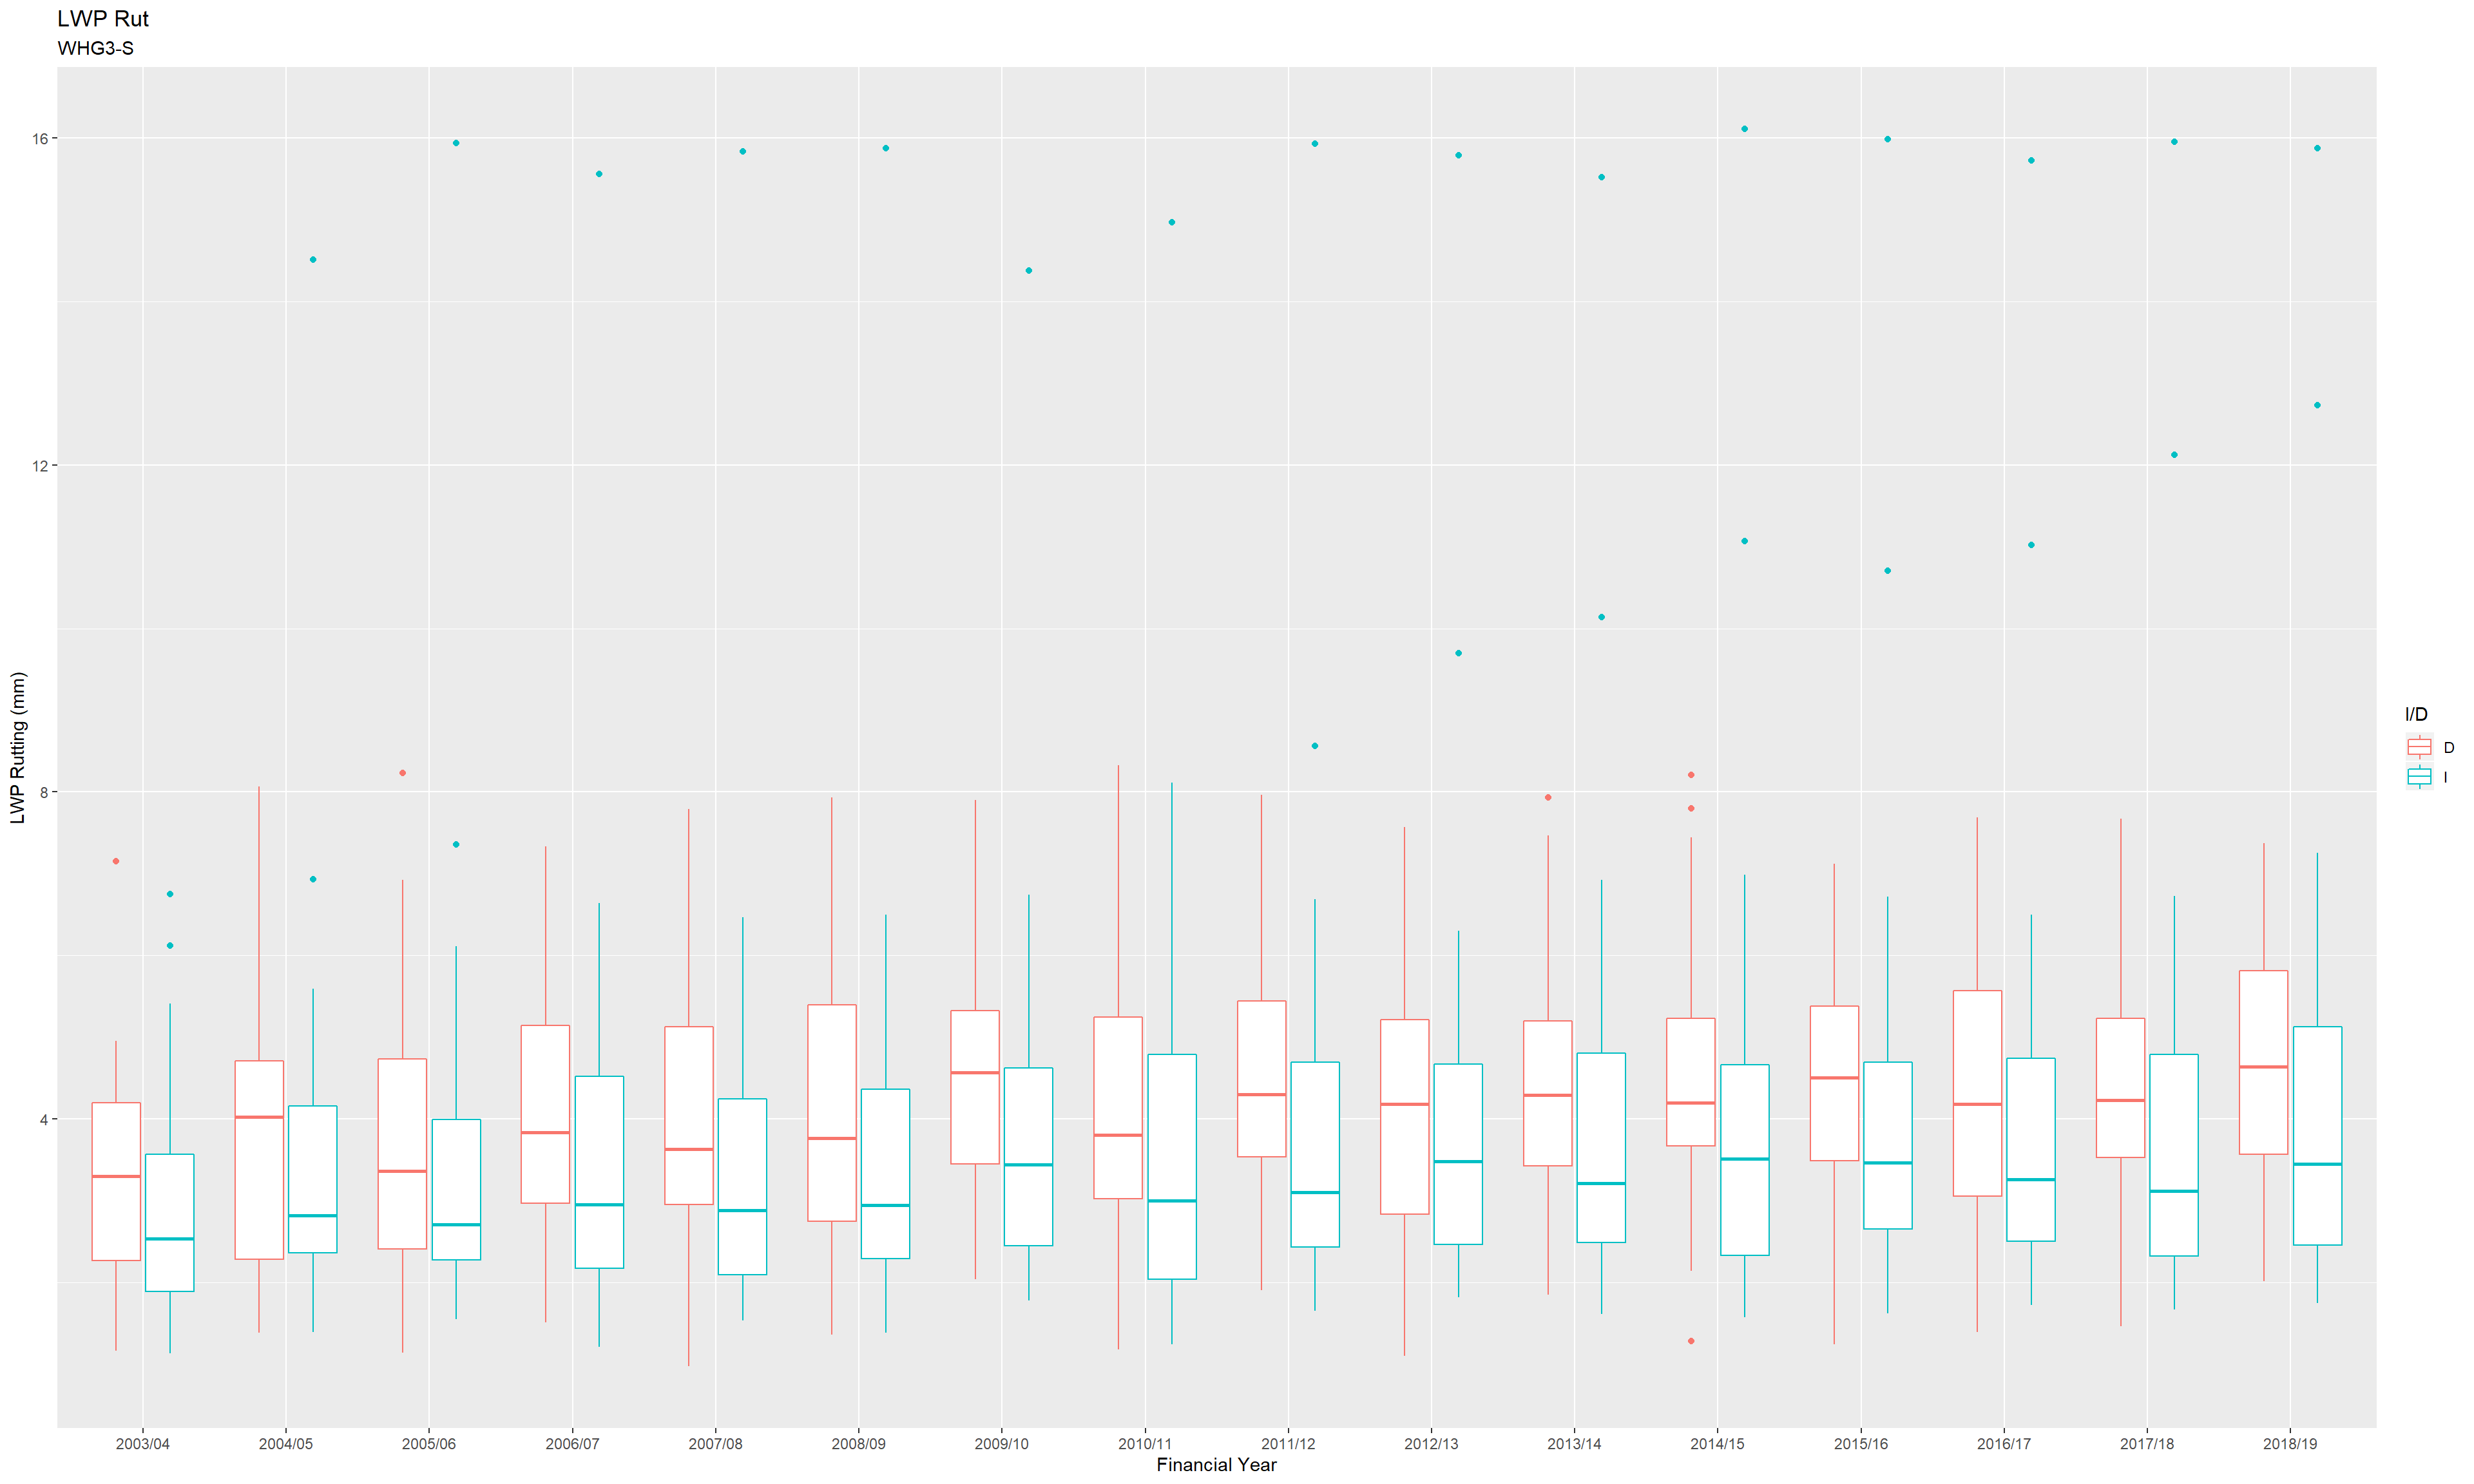 LWP Rut
WHG3-S
16
12
8
4
LWP Rutting (mm)
2003/04 2004/05 2005/06 2006/07 2007/08 2008/09 2009/10 2010/11 2011/12 2012/13 2013/14 2014/15 2015/16 2016/17 2017/18 2018/19
Financial Year
I/D
D
I